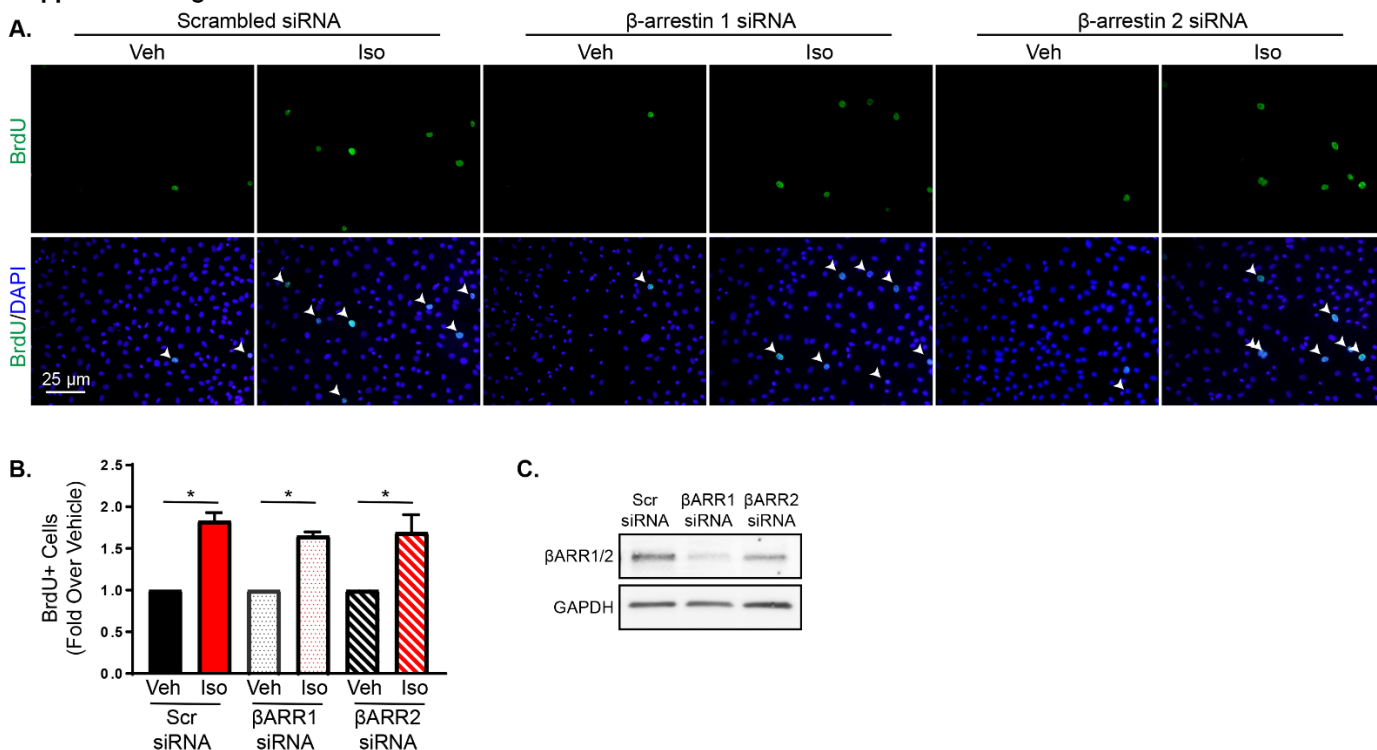 Scrambled siRNA β-arrestin 1 siRNA β-arrestin 2 siRNA
A.
Veh Iso Veh Iso Veh Iso
BrdU
BrdU/DAPI
25 µm
B.
BrdU+ Cells
(Fold Over Vehicle)
2.5
2.0
1.5
1.0
0.5
0.0
* * *
Veh Iso Veh Iso Veh Iso
Scr βARR1 βARR2
siRNA siRNA siRNA
C.
Scr βARR1 βARR2
siRNA siRNA siRNA
βARR1/2
GAPDH